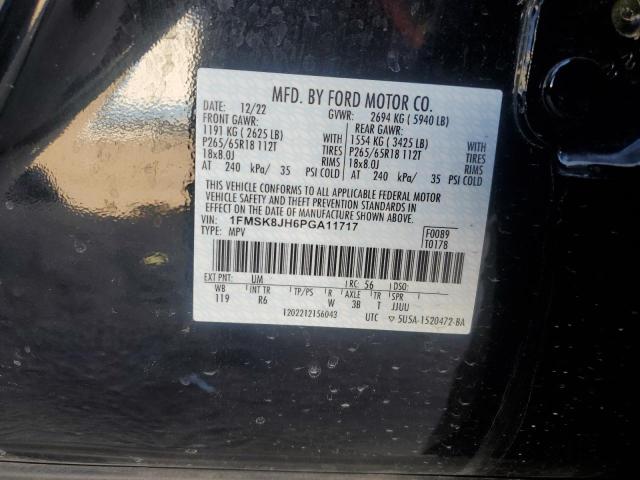 MFD. BY FORD MOTOR CO.
DATE: 12/22 GVWR: 2694 KG (5940 LB)
FRONT GAWR: REAR GAWR:
1191 KG (2625 LB) WITH 1554 KG (3425 LB) WITH
P265/65R18 112T TIRES P265/65R18 112T TIRES
18x8.0J RIMS 18x8.0J RIMS
AT 240 kPa/ 35 PSI COLD AT 240 kPa/ 35 PSI COLD
THIS VEHICLE CONFORMS TO ALL APPLICABLE FEDERAL MOTOR
VEHICLE SAFETY AND THEFT PREVENTION STANDARDS IN
EFFECT ON THE DATE OF MANUFACTURE SHOWN ABOVE.
VIN: 1FMSK8JH6PGA11717 F0089
TYPE: MPV T0178
EXT PNT: UM RC: 56 DSO:
WB INT TR TP/PS R AXLE TR SPR
119 R6 W 3B T JJUU
1202212156043 UTC ▽ 5U5A-1520472-BA